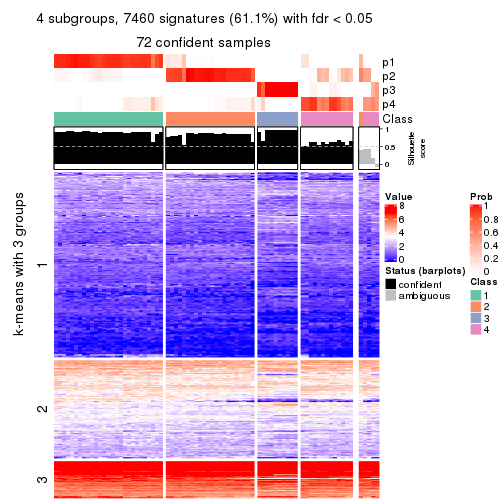 4 subgroups, 7460 signatures (61.1%) with fdr < 0.05
72 confident samples
p1
p2
p3
p4
Class
1
0.5
0
Silhouette
score
k-means with 3 groups
1
2
3
Value
8
6
4
2
0
Status (barplots)
confident
ambiguous
Prob
1
0.8
0.6
0.4
0.2
0
Class
1
2
3
4